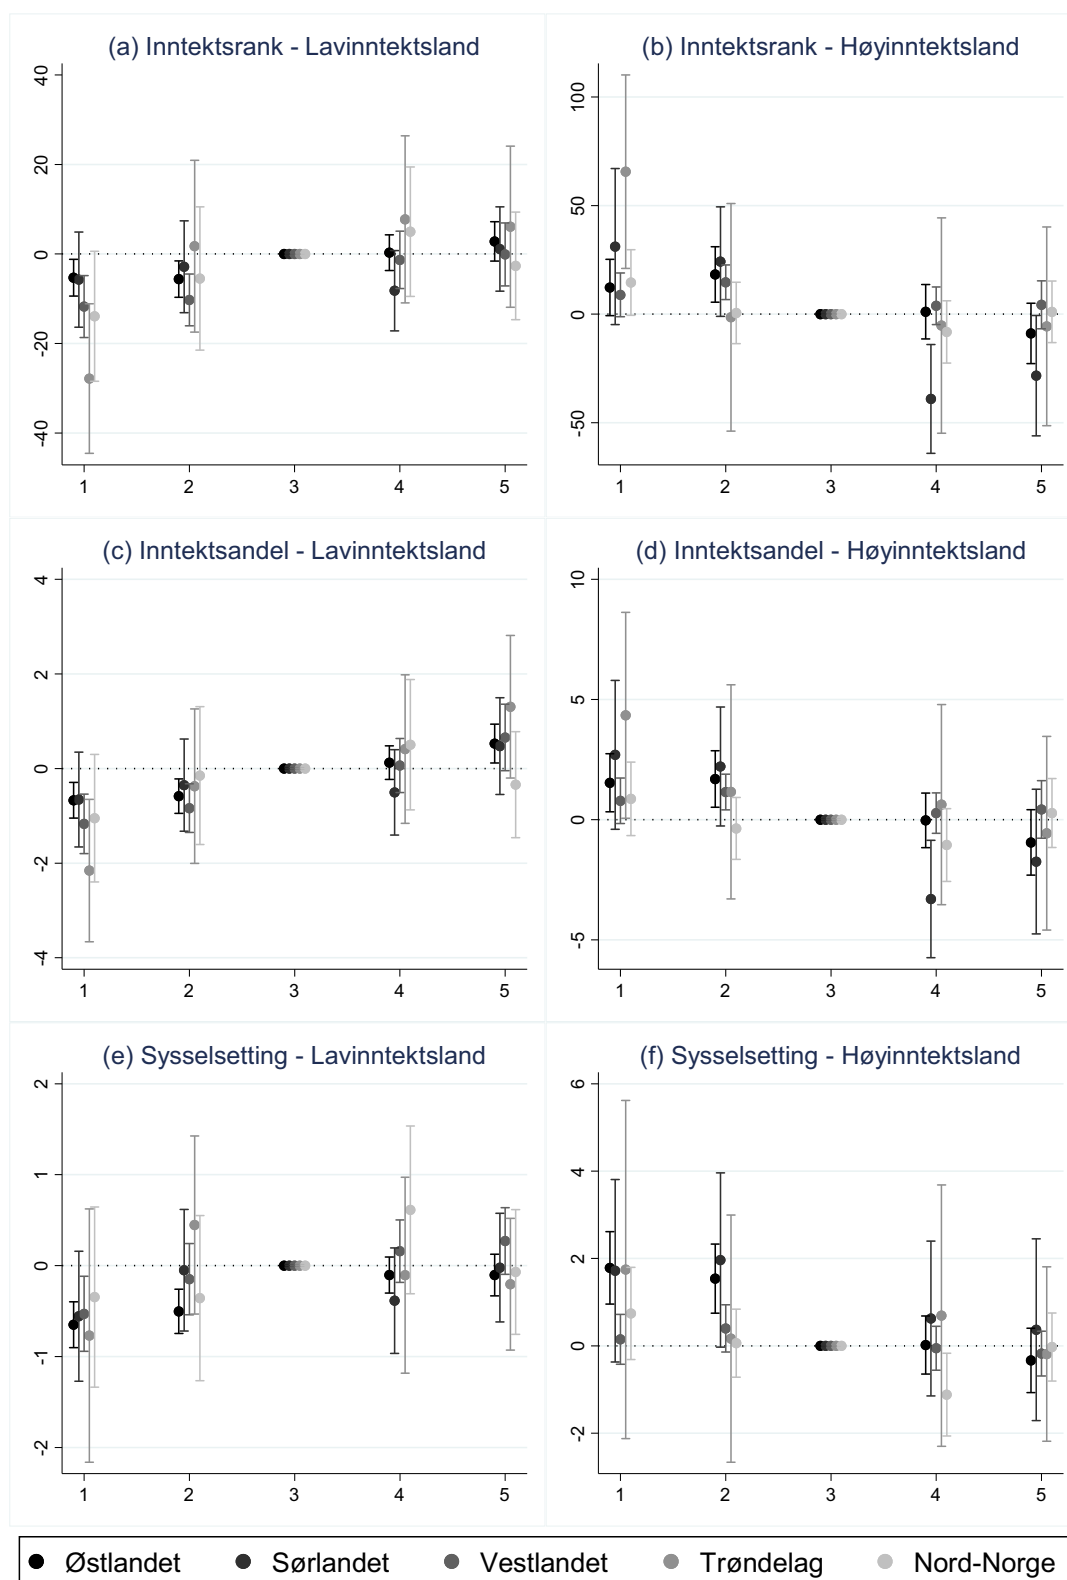 (a) Inntektsrank - Lavinntektsland
40
20
0
-20
-40
1 2 3 4 5
(b) Inntektsrank - Høyinntektsland
100
50
0
-50
1 2 3 4 5
(c) Inntektsandel - Lavinntektsland
4
2
0
-2
-4
1 2 3 4 5
(d) Inntektsandel - Høyinntektsland
10
5
0
-5
1 2 3 4 5
(e) Sysselsetting - Lavinntektsland
2
1
0
-1
-2
1 2 3 4 5
(f) Sysselsetting - Høyinntektsland
6
4
2
0
-2
1 2 3 4 5
Østlandet Sørlandet Vestlandet Trøndelag Nord-Norge